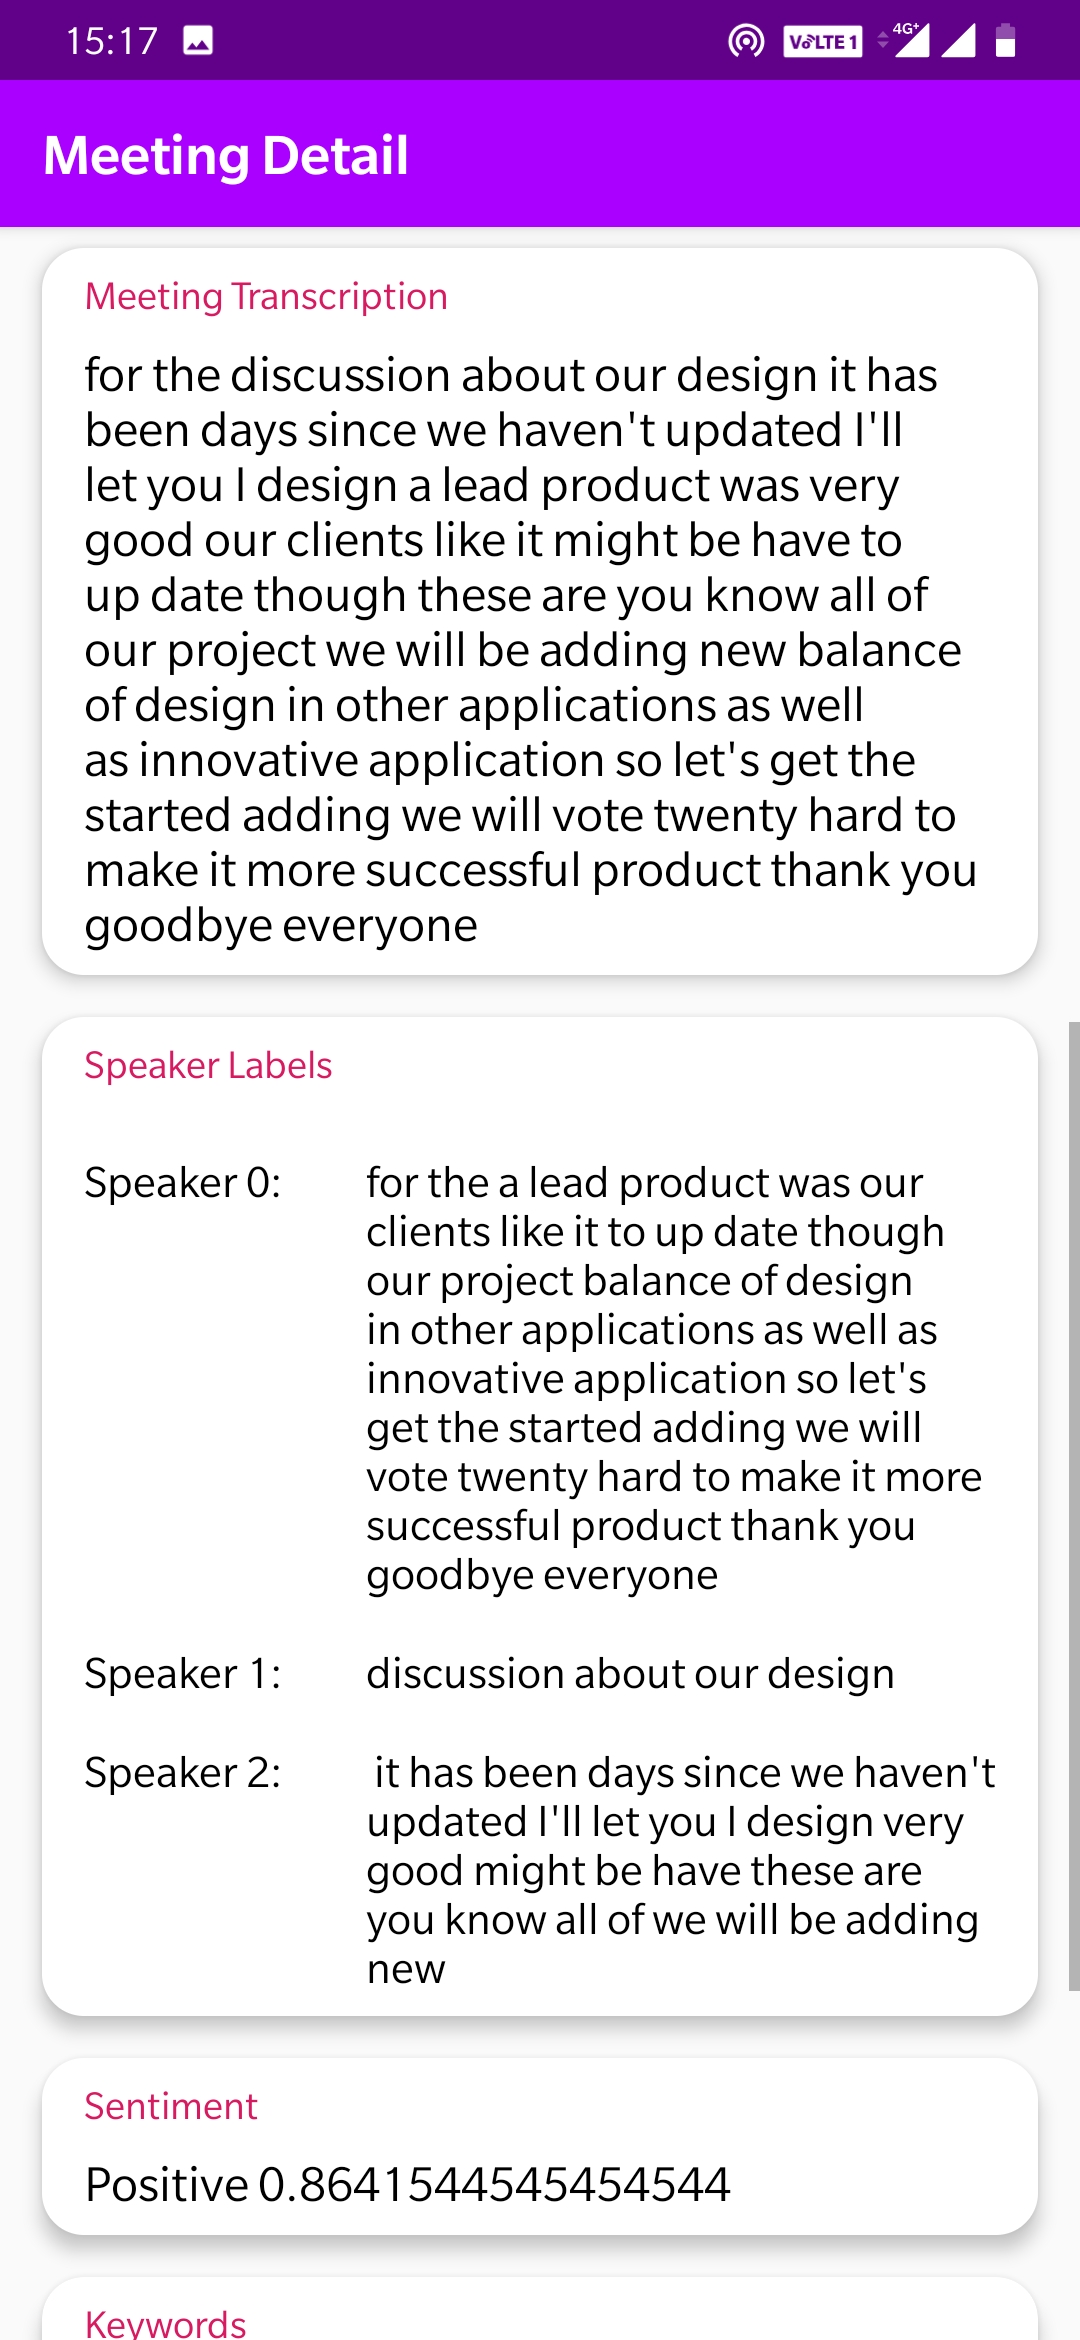 15:17
VoLTE 1
4G+
Meeting Detail
Meeting Transcription
for the discussion about our design it has
been days since we haven't updated I'll
let you I design a lead product was very
good our clients like it might be have to
up date though these are you know all of
our project we will be adding new balance
of design in other applications as well
as innovative application so let's get the
started adding we will vote twenty hard to
make it more successful product thank you
goodbye everyone
Speaker Labels
Speaker 0:
for the a lead product was our
clients like it to up date though
our project balance of design
in other applications as well as
innovative application so let's
get the started adding we will
vote twenty hard to make it more
successful product thank you
goodbye everyone
Speaker 1:
discussion about our design
Speaker 2:
it has been days since we haven't
updated I'll let you I design very
good might be have these are
you know all of we will be adding
new
Sentiment
Positive 0.8641544545454544
Keywords